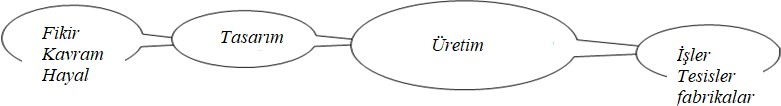 Fikir
Kavram
Hayal
Tasarım
Üretim
İşler
Tesisler
fabrikalar